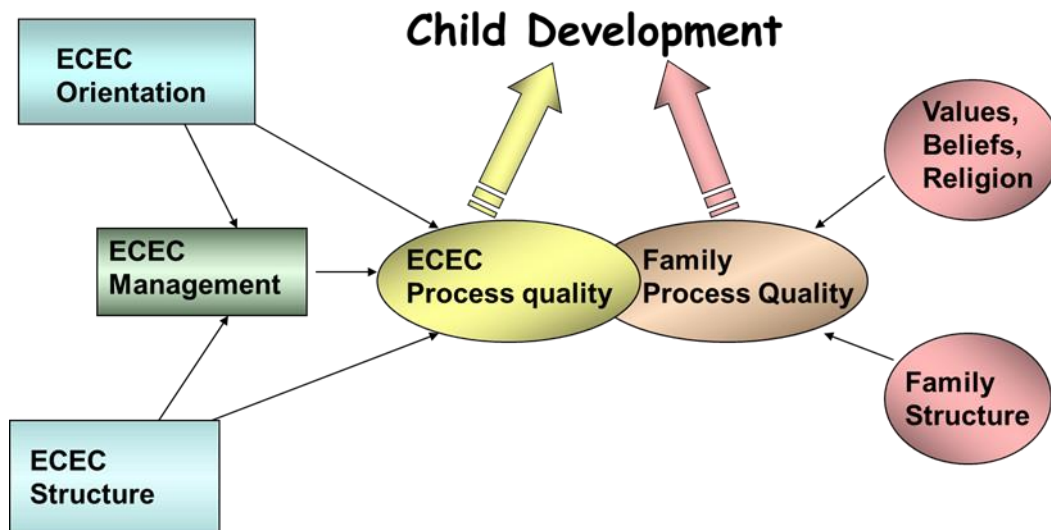 Child Development
ECEC
Orientation
Values,
Beliefs,
Religion
ECEC
Management
ECEC
Process quality
Family
Process Quality
Family
Structure
ECEC
Structure